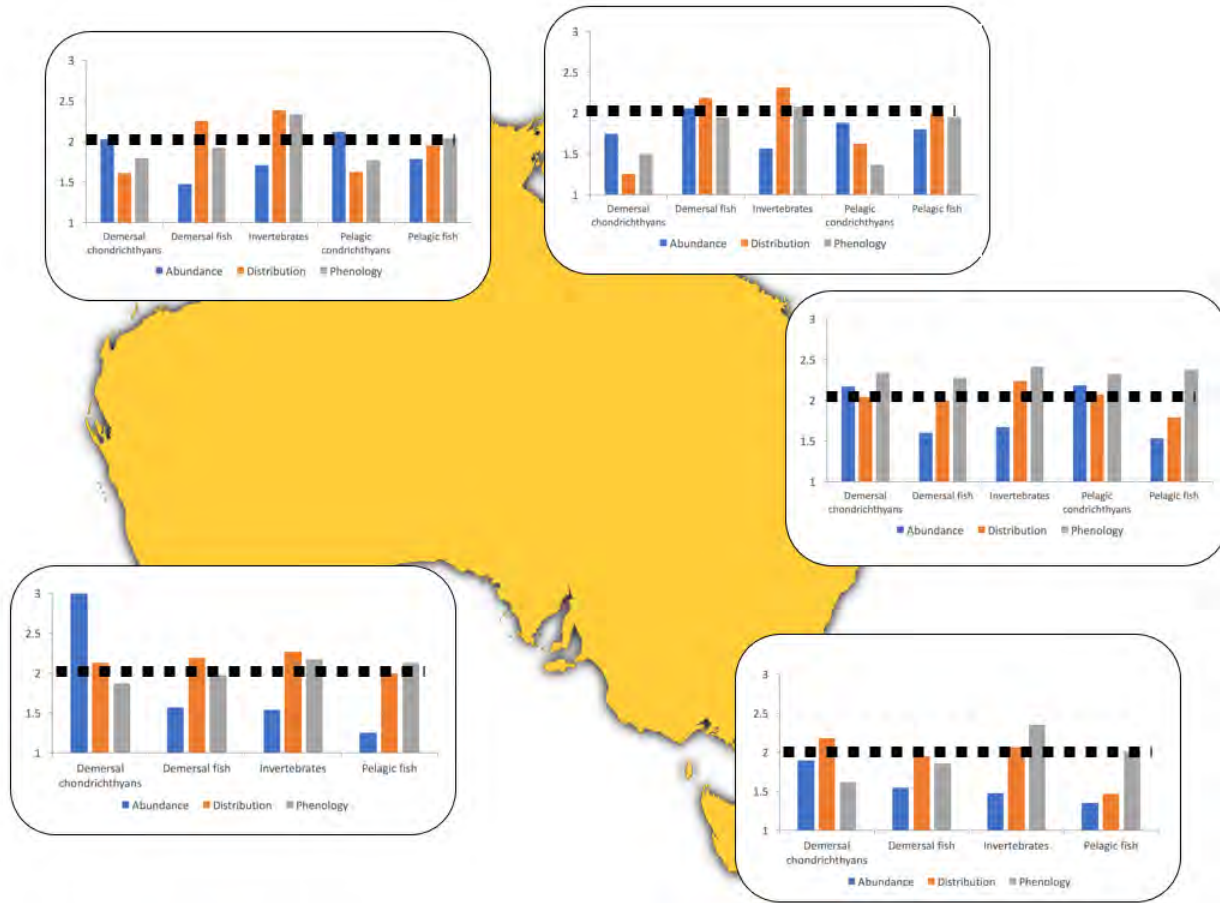 3
2.5
2
1.5
1
Demersal chondrichthyans
Demersal fish
Invertebrates
Pelagic condrichthyans
Pelagic fish
Abundance Distribution Phenology
3
2.5
2
1.5
1
Demersal chondrichthyans
Demersal fish
Invertebrates
Pelagic condrichthyans
Pelagic fish
Abundance Distribution Phenology
3
2.5
2
1.5
1
Demersal chondrichthyans
Demersal fish
Invertebrates
Pelagic condrichthyans
Pelagic fish
Abundance Distribution Phenology
3
2.5
2
1.5
1
Demersal chondrichthyans
Demersal fish
Invertebrates
Pelagic fish
Abundance Distribution Phenology
3
2.5
2
1.5
1
Demersal chondrichthyans
Demersal fish
Invertebrates
Pelagic fish
Abundance Distribution Phenology